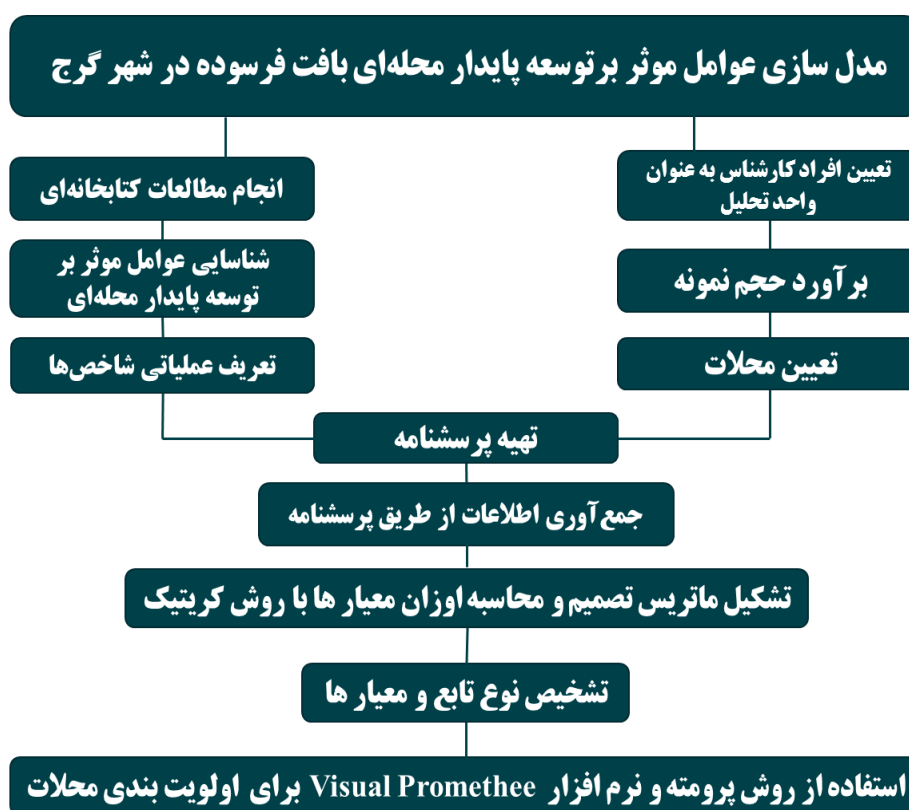 مدل سازی عوامل موثر بر توسعه پایدار محله‌ای بافت فرسوده در شهر گرج
تعیین افراد کارشناس به عنوان
واحد تحلیل
برآورد حجم نمونه
تعیین محلات
انجام مطالعات کتابخانه‌ای
شناسایی عوامل موثر بر
توسعه پایدار محله‌ای
تعریف عملیاتی شاخص‌ها
تهیه پرسشنامه
جمع‌آوری اطلاعات از طریق پرسشنامه
تشکیل ماتریس تصمیم و محاسبه اوزان معیار ها با روش کریتیک
تشخیص نوع تابع و معیار ها
استفاده از روش پرومته و نرم افزار Visual Promethee برای اولویت بندی محلات